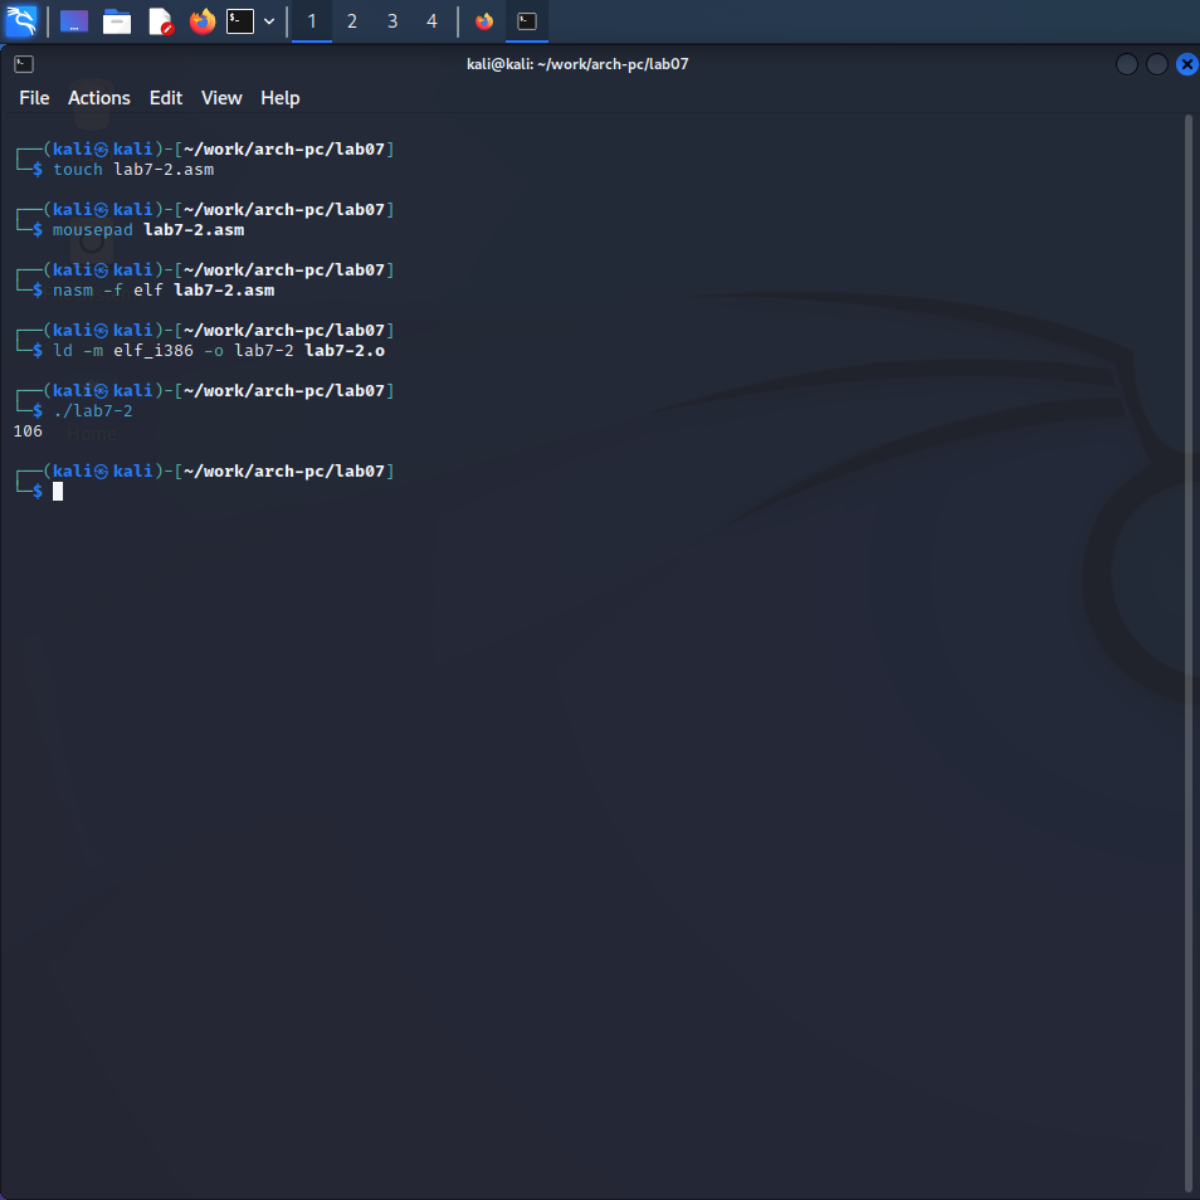 1 2 3 4
kali@kali: ~/work/arch-pc/lab07
File Actions Edit View Help
┌──(kali㉿kali)-[~/work/arch-pc/lab07]
└─$ touch lab7-2.asm
┌──(kali㉿kali)-[~/work/arch-pc/lab07]
└─$ mousepad lab7-2.asm
┌──(kali㉿kali)-[~/work/arch-pc/lab07]
└─$ nasm -f elf lab7-2.asm
┌──(kali㉿kali)-[~/work/arch-pc/lab07]
└─$ ld -m elf_i386 -o lab7-2 lab7-2.o
┌──(kali㉿kali)-[~/work/arch-pc/lab07]
└─$ ./lab7-2
106
Home
┌──(kali㉿kali)-[~/work/arch-pc/lab07]
└─$